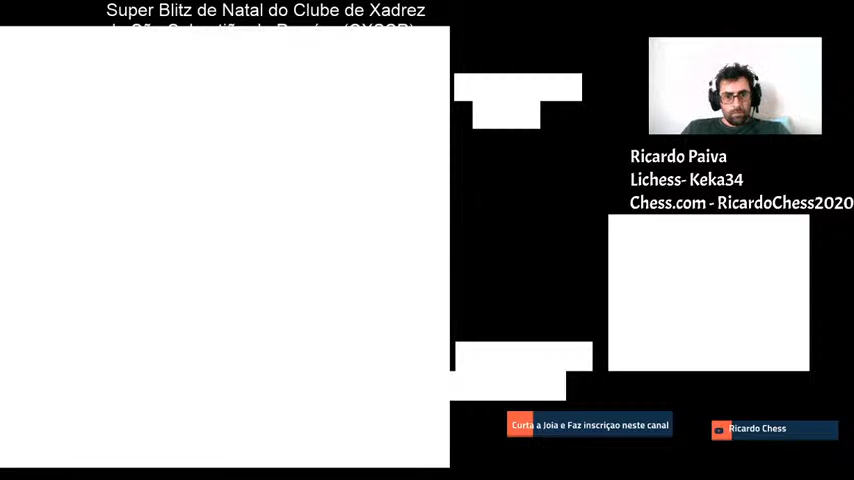 Super Blitz de Natal do Clube de Xadrez
Ricardo Paiva
Lichess- Keka34
Chess.com - RicardoChess2020
Curta a Joia e Faz inscriçao neste canal
Ricardo Chess